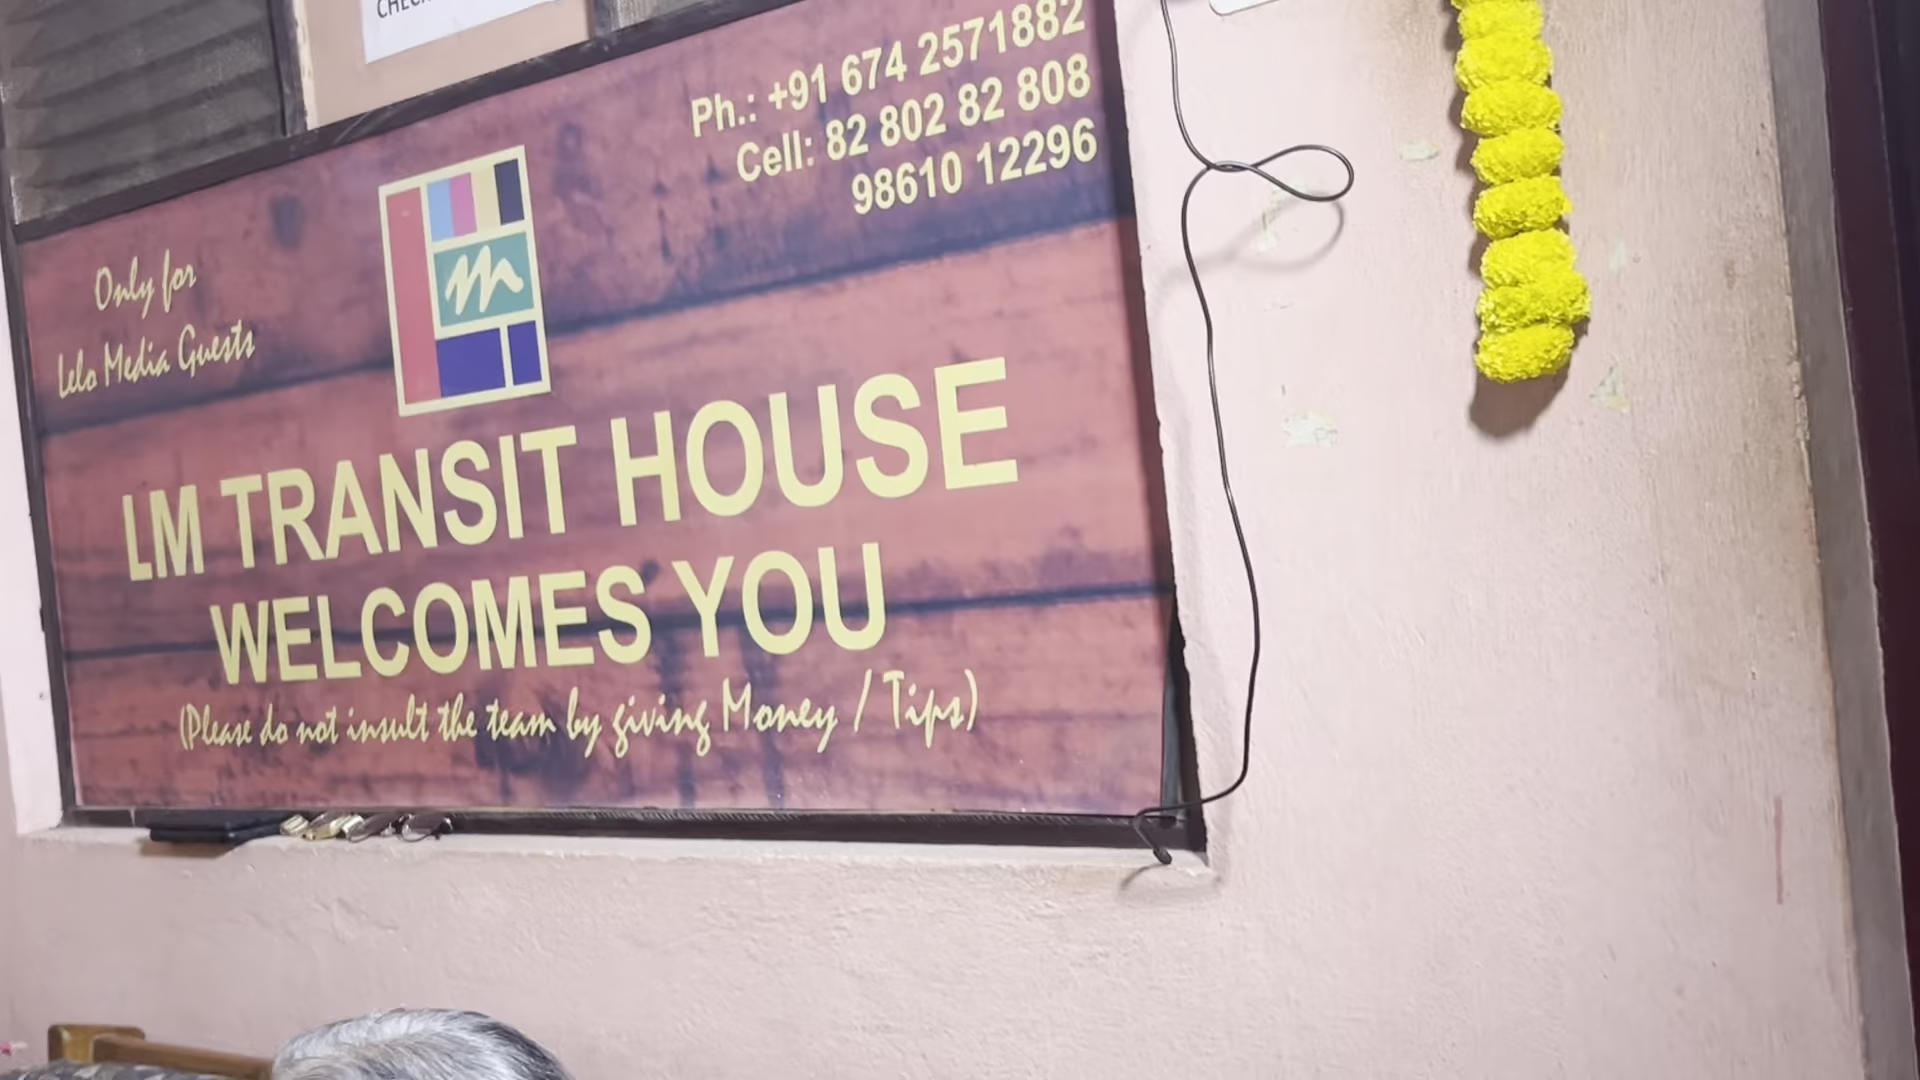 CHECK
Ph.: +91 674 2571882
Cell: 82 802 82 808
98610 12296
Only for
Lelo Media Guests
m
LM TRANSIT HOUSE
WELCOMES YOU
(Please do not insult the team by giving Money / Tips)